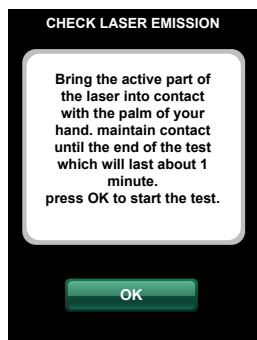 CHECK LASER EMISSION
Bring the active part of
the laser into contact
with the palm of your
hand. maintain contact
until the end of the test
which will last about 1
minute.
press OK to start the test.
OK